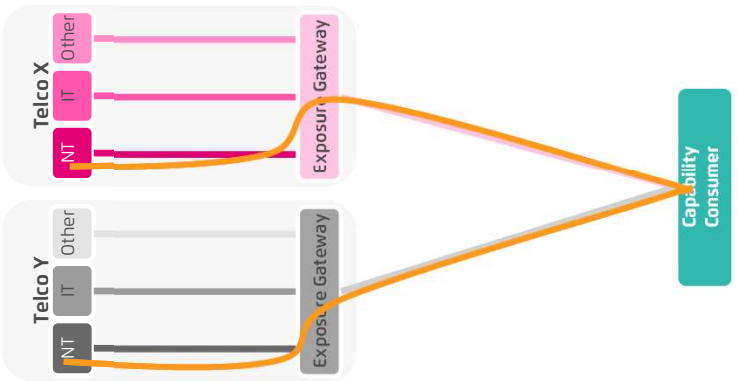 Telco X
Other
IT
NT
Exposure Gateway
Telco Y
Other
IT
NT
Exposure Gateway
Capability
Consumer